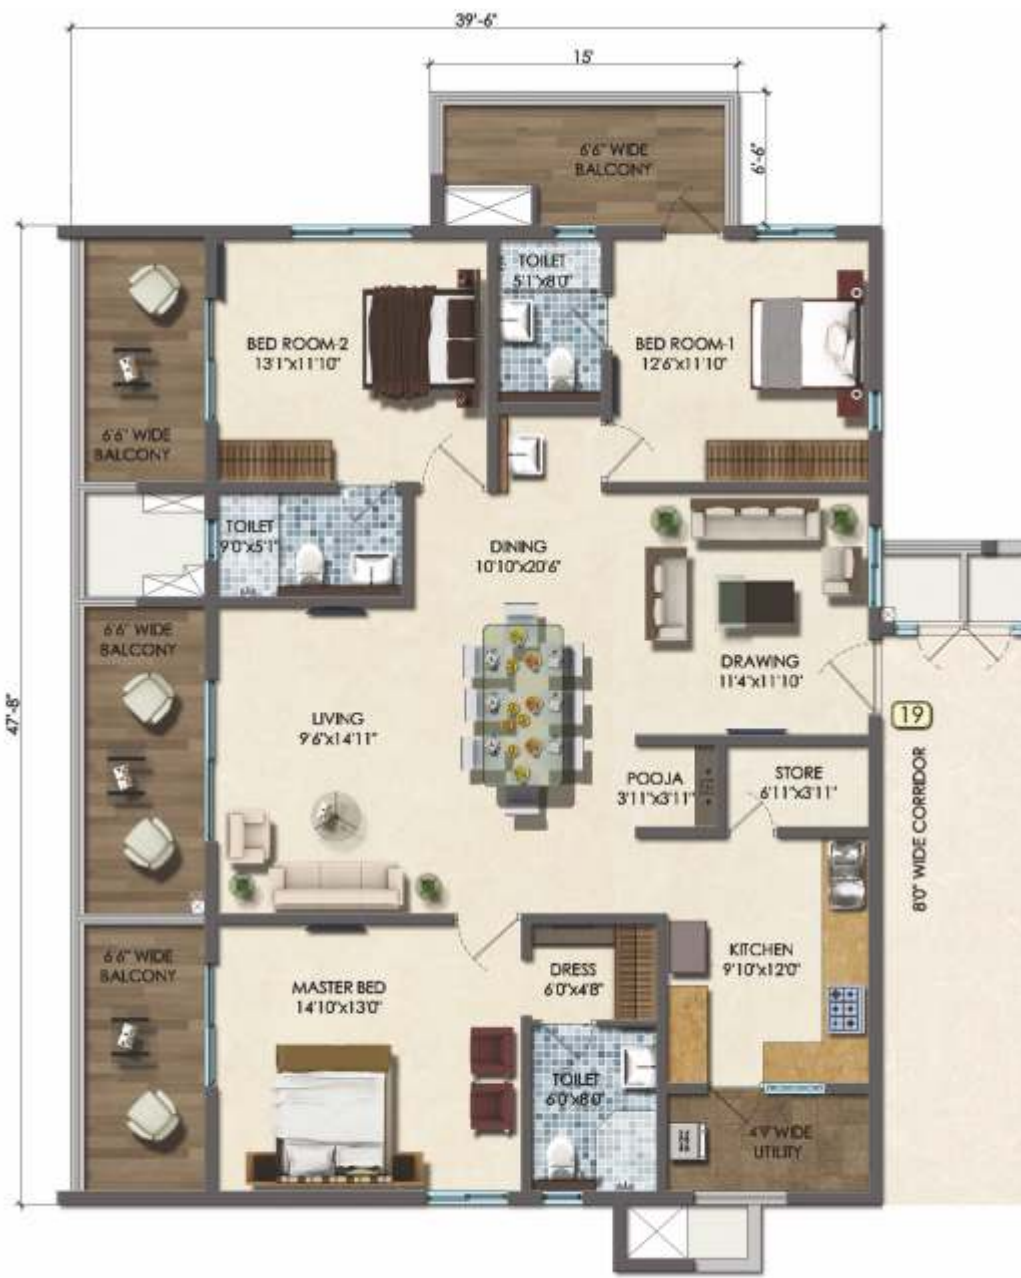 39'-6"
15'
6'-6"
6'6" WIDE
BALCONY
TOILET
5'1"x8'0"
BED ROOM-2
13'1"x11'10"
BED ROOM-1
12'6"x11'10"
6'6" WIDE
BALCONY
TOILET
9'0"x5'1"
DINING
10'10"x20'6"
6'6" WIDE
BALCONY
DRAWING
11'4"x11'10"
47'-8"
LIVING
9'6"x14'11"
19
POOJA
3'11"x3'11"
STORE
6'11"x3'11"
8'0" WIDE CORRIDOR
6'6" WIDE
BALCONY
MASTER BED
14'10"x13'0"
DRESS
6'0"x4'8"
KITCHEN
9'10"x12'0"
TOILET
6'0"x8'0"
WIDE
UTILITY